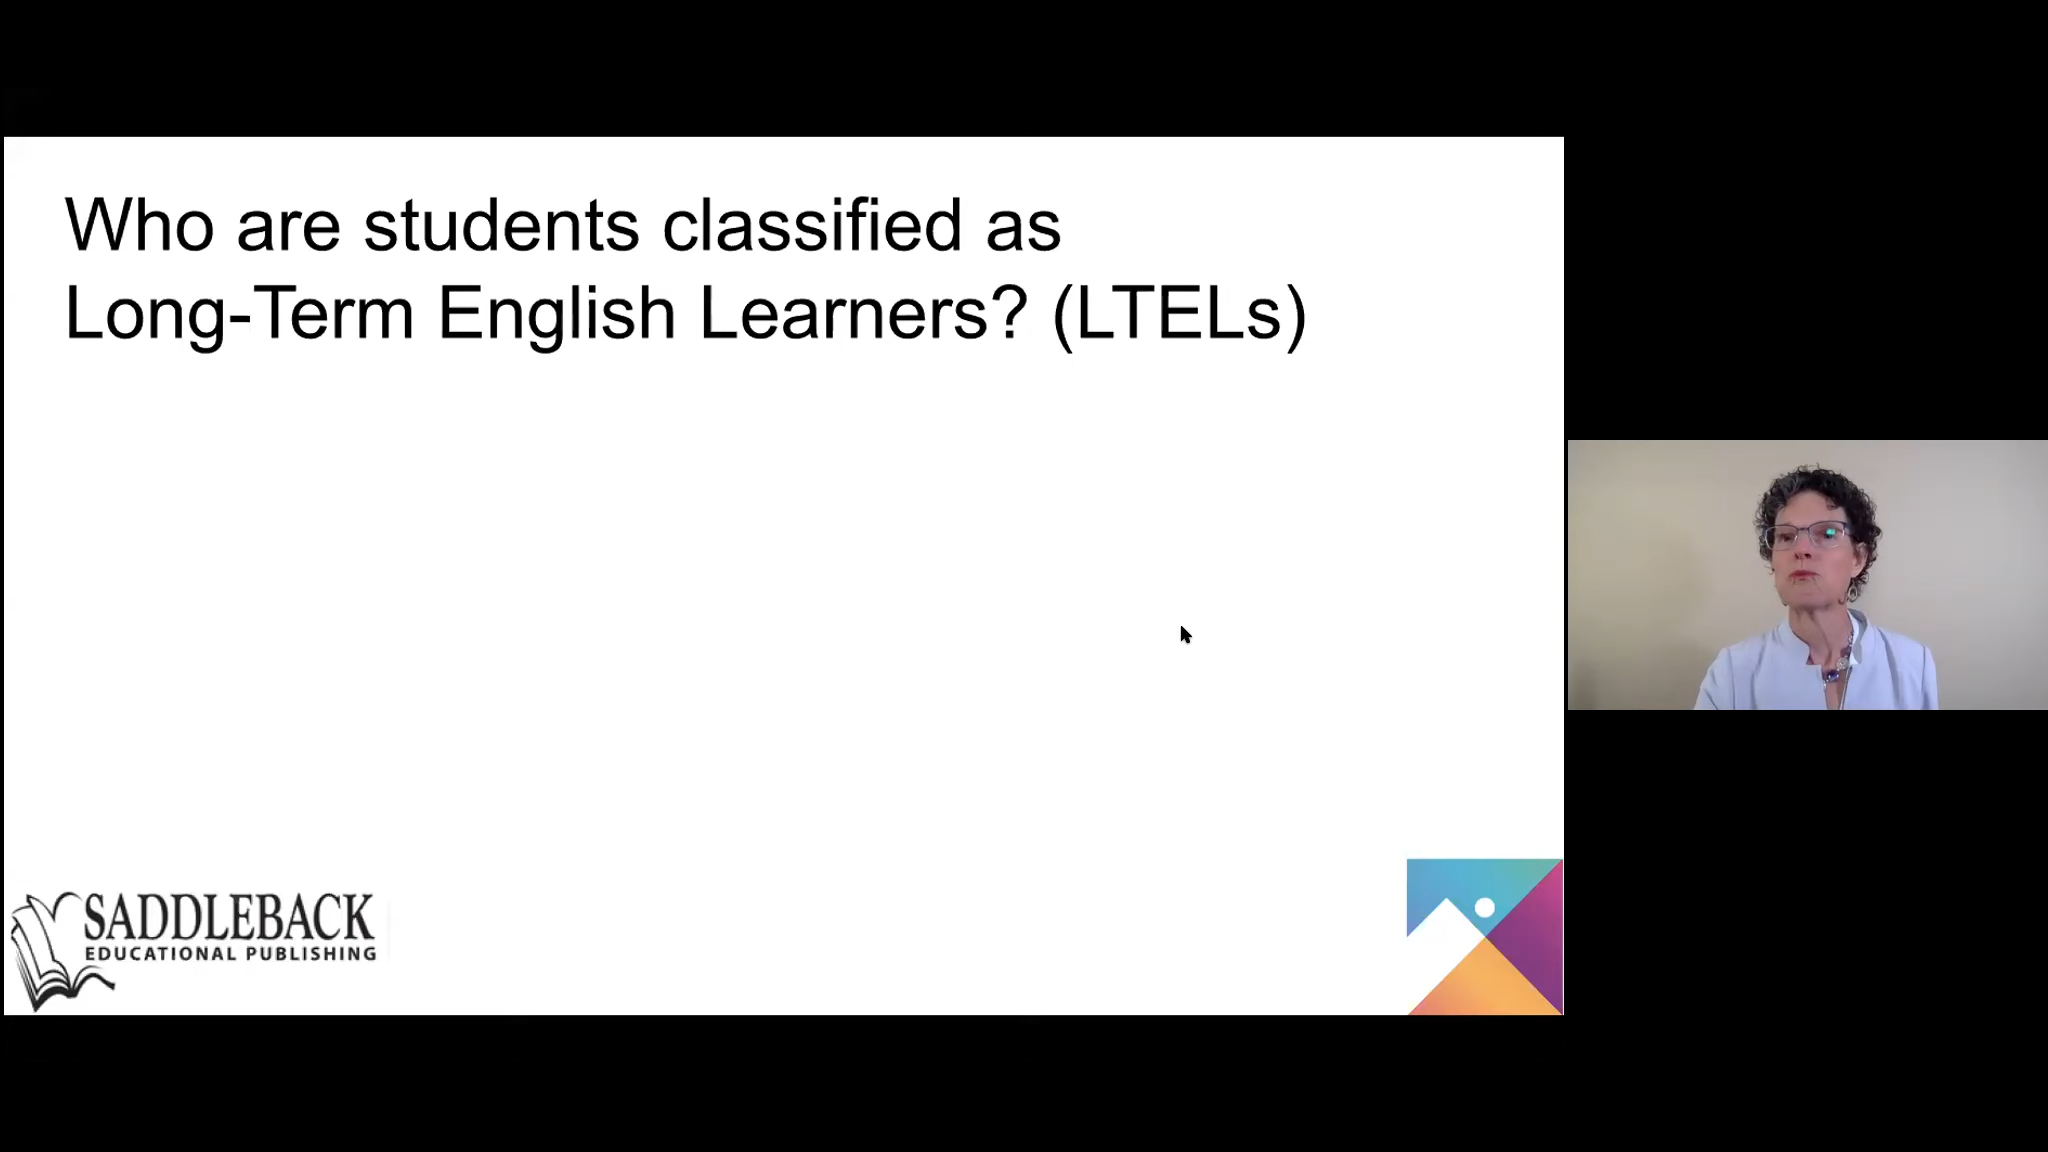 Who are students classified as
Long-Term English Learners? (LTELs)
SADDLEBACK
EDUCATIONAL PUBLISHING